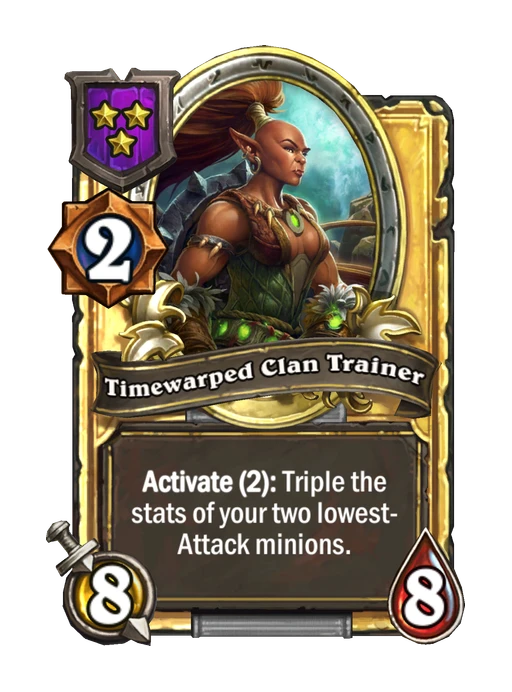 2
Timewarped Clan Trainer
Activate (2): Triple the
stats of your two lowest-
Attack minions.
8 8